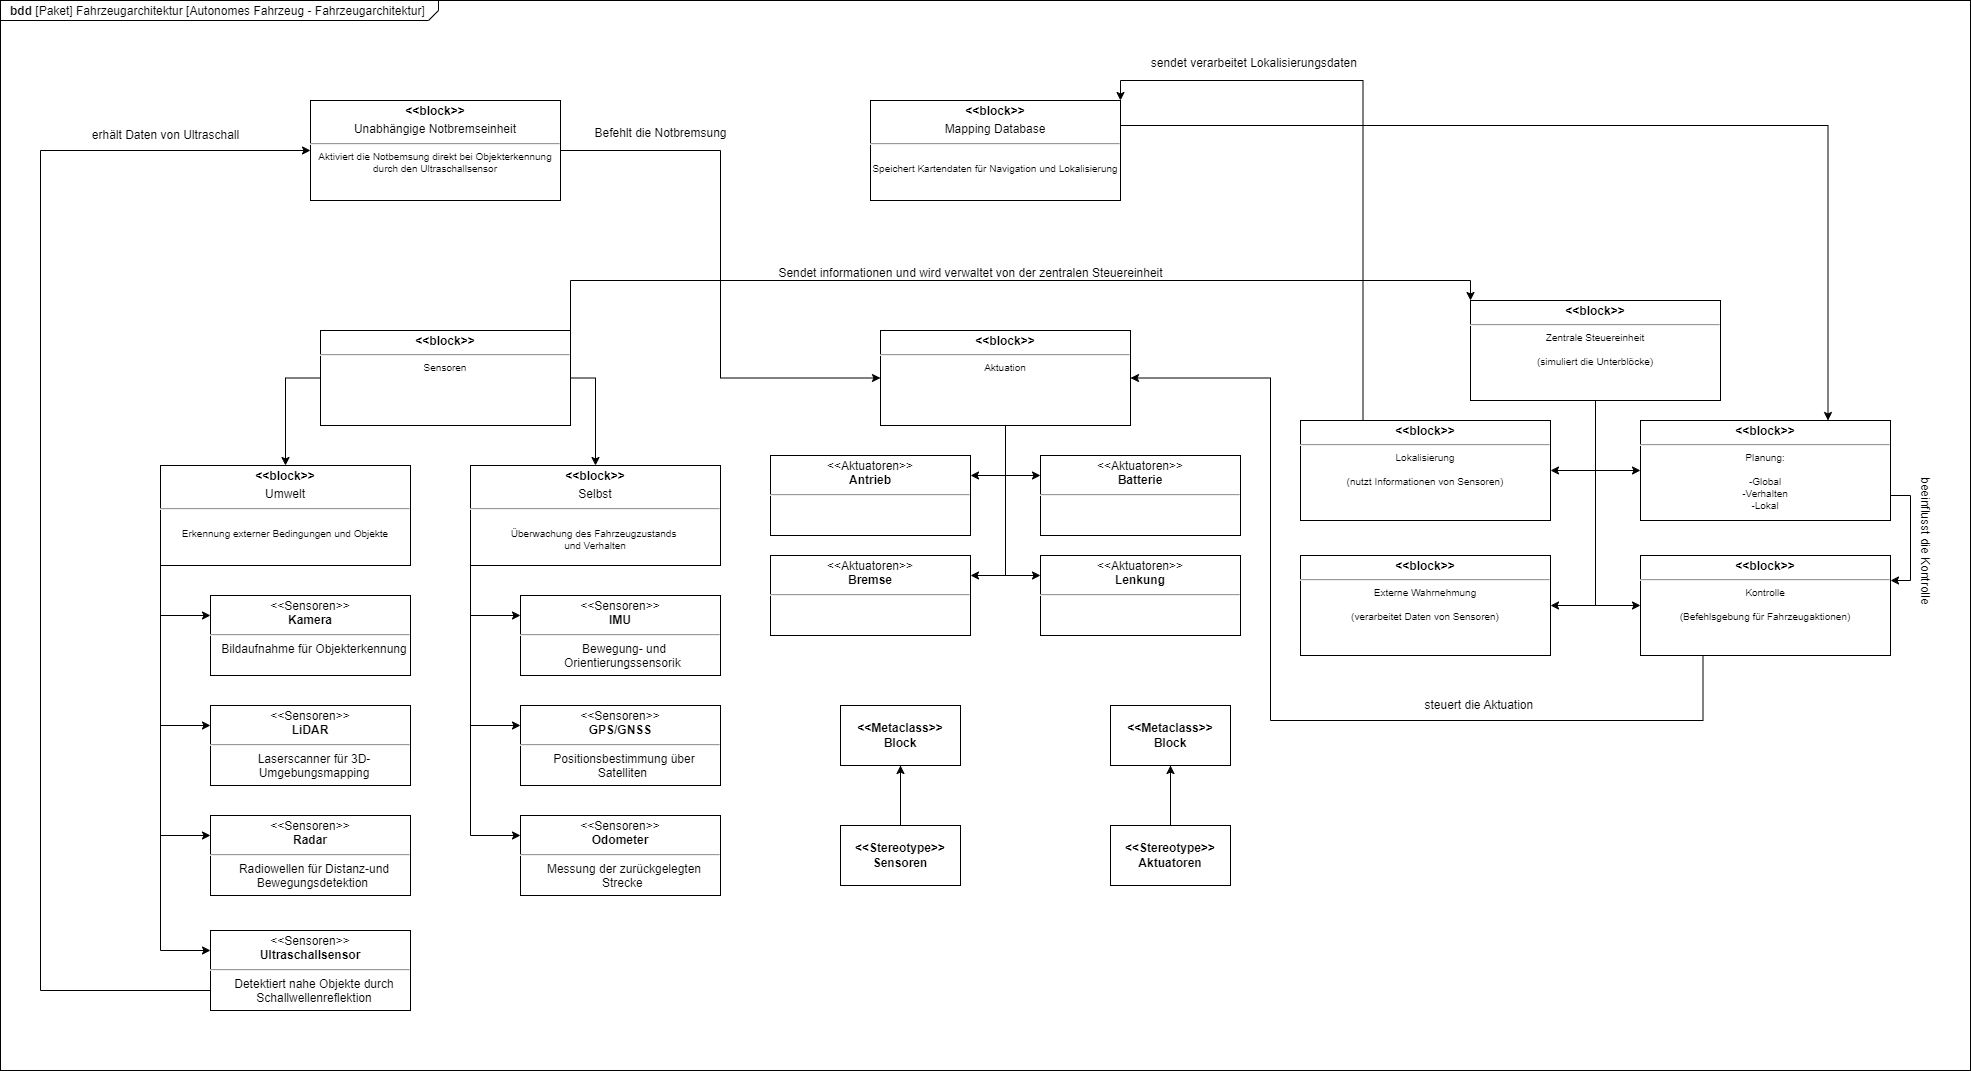 bdd [Paket] Fahrzeugarchitektur [Autonomes Fahrzeug - Fahrzeugarchitektur]
sendet verarbeitet Lokalisierungsdaten
erhält Daten von Ultraschall
<<block>>
Unabhängige Notbremseinheit
Aktiviert die Notbemsung direkt bei Objekterkennung
durch den Ultraschallsensor
Befehlt die Notbremsung
<<block>>
Mapping Database
Speichert Kartendaten für Navigation und Lokalisierung
Sendet informationen und wird verwaltet von der zentralen Steuereinheit
<<block>>
Sensoren
<<block>>
Aktuation
<<block>>
Zentrale Steuereinheit
(simuliert die Unterblöcke)
<<block>>
Umwelt
Erkennung externer Bedingungen und Objekte
<<block>>
Selbst
Überwachung des Fahrzeugzustands
und Verhalten
<<Aktuatoren>>
Antrieb
<<Aktuatoren>>
Batterie
<<Aktuatoren>>
Bremse
<<Aktuatoren>>
Lenkung
<<block>>
Lokalisierung
(nutzt Informationen von Sensoren)
<<block>>
Planung:
-Global
-Verhalten
-Lokal
beeinflusst die Kontrolle
<<block>>
Externe Wahrnehmung
(verarbeitet Daten von Sensoren)
<<block>>
Kontrolle
(Befehlsgebung für Fahrzeugaktionen)
steuert die Aktuation
<<Sensoren>>
Kamera
Bildaufnahme für Objekterkennung
<<Sensoren>>
IMU
Bewegung- und
Orientierungssensorik
<<Sensoren>>
LiDAR
Laserscanner für 3D-
Umgebungsmapping
<<Sensoren>>
GPS/GNSS
Positionsbestimmung über
Satelliten
<<Sensoren>>
Radar
Radiowellen für Distanz-und
Bewegungsdetektion
<<Sensoren>>
Odometer
Messung der zurückgelegten
Strecke
<<Sensoren>>
Ultraschallsensor
Detektiert nahe Objekte durch
Schallwellenreflektion
<<Metaclass>>
Block
<<Metaclass>>
Block
<<Stereotype>>
Sensoren
<<Stereotype>>
Aktuatoren